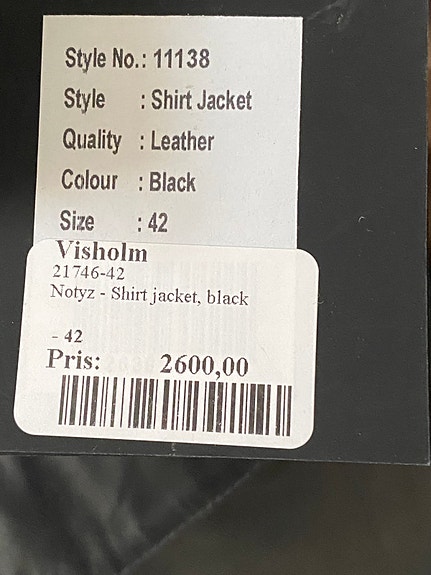 Style No.: 11138
Style : Shirt Jacket
Quality : Leather
Colour : Black
Size : 42
Visholm
21746-42
Notyz - Shirt jacket, black
- 42
Pris: 2600,00